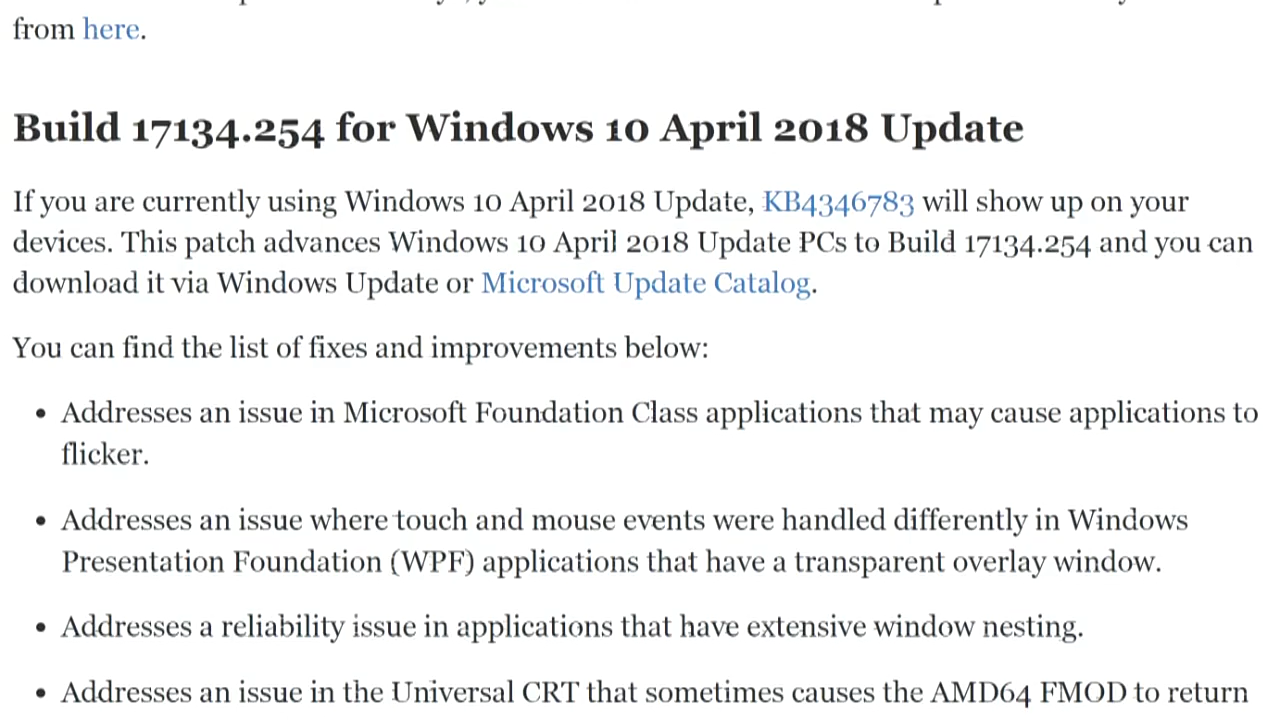 from here.
Build 17134.254 for Windows 10 April 2018 Update
If you are currently using Windows 10 April 2018 Update, KB4346783 will show up on your
devices. This patch advances Windows 10 April 2018 Update PCs to Build 17134.254 and you can
download it via Windows Update or Microsoft Update Catalog.
You can find the list of fixes and improvements below:
• Addresses an issue in Microsoft Foundation Class applications that may cause applications to
flicker.
• Addresses an issue where touch and mouse events were handled differently in Windows
Presentation Foundation (WPF) applications that have a transparent overlay window.
• Addresses a reliability issue in applications that have extensive window nesting.
• Addresses an issue in the Universal CRT that sometimes causes the AMD64 FMOD to return